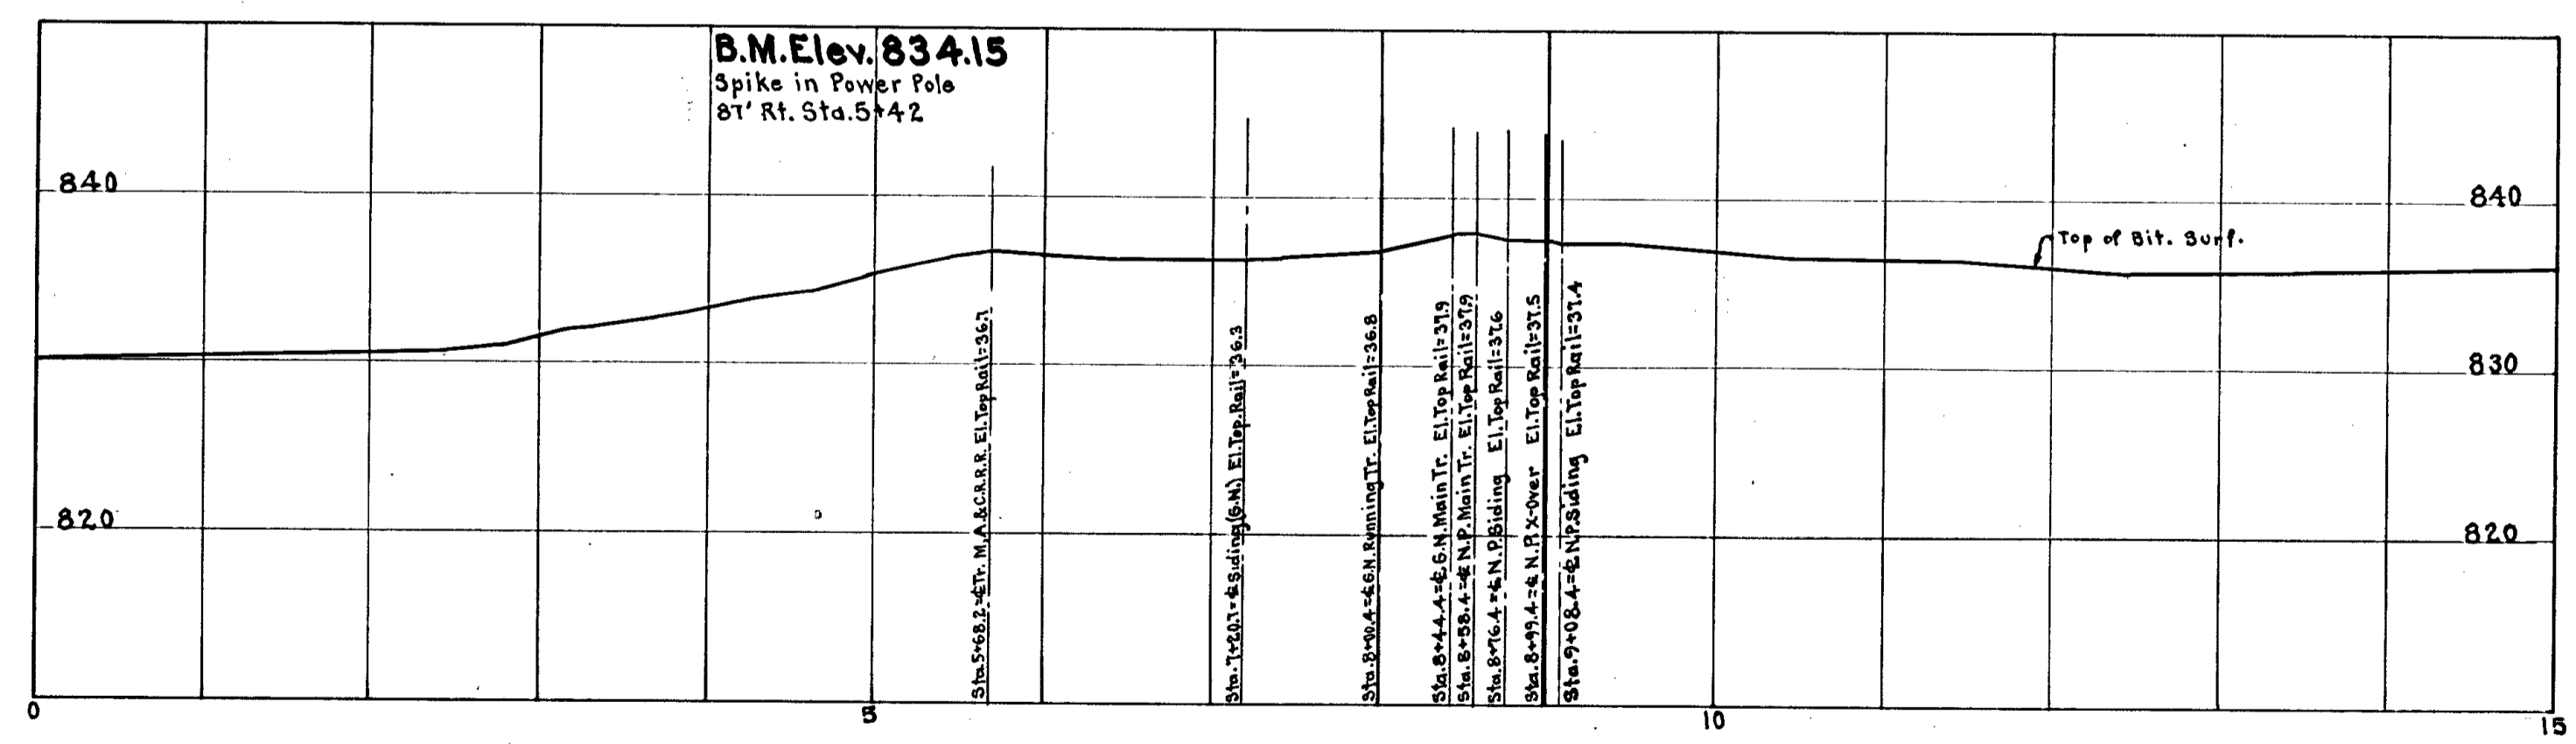 B.M.Elev. 834.15
Spike in Power Pole
87' Rt. Sta.5+42
840
840
Top of Bit. Surf.
830
820
820
Sta.5+68.2=℄Tr. M,A.&C.R.R.R. El.Top Rail=36.7
Sta.7+20.7=℄Siding(G.N.) El.Top.Rail=36.3
Sta.8+00.4=℄G.N.RunningTr. El.TopRail=36.8
Sta.8+44.4=℄G.N.Main Tr. El.Top Rail=37.9
Sta.8+58.4=℄N.P.Main Tr. El.Top Rail=37.9
Sta.8+76.4=℄N.P.Siding El.Top Rail=37.6
Sta.8+99.4=℄N.P.X-Over El.Top Rail=37.5
Sta.9+08.4=℄N.P.Siding El.Top Rail=37.4
0
5
10
15